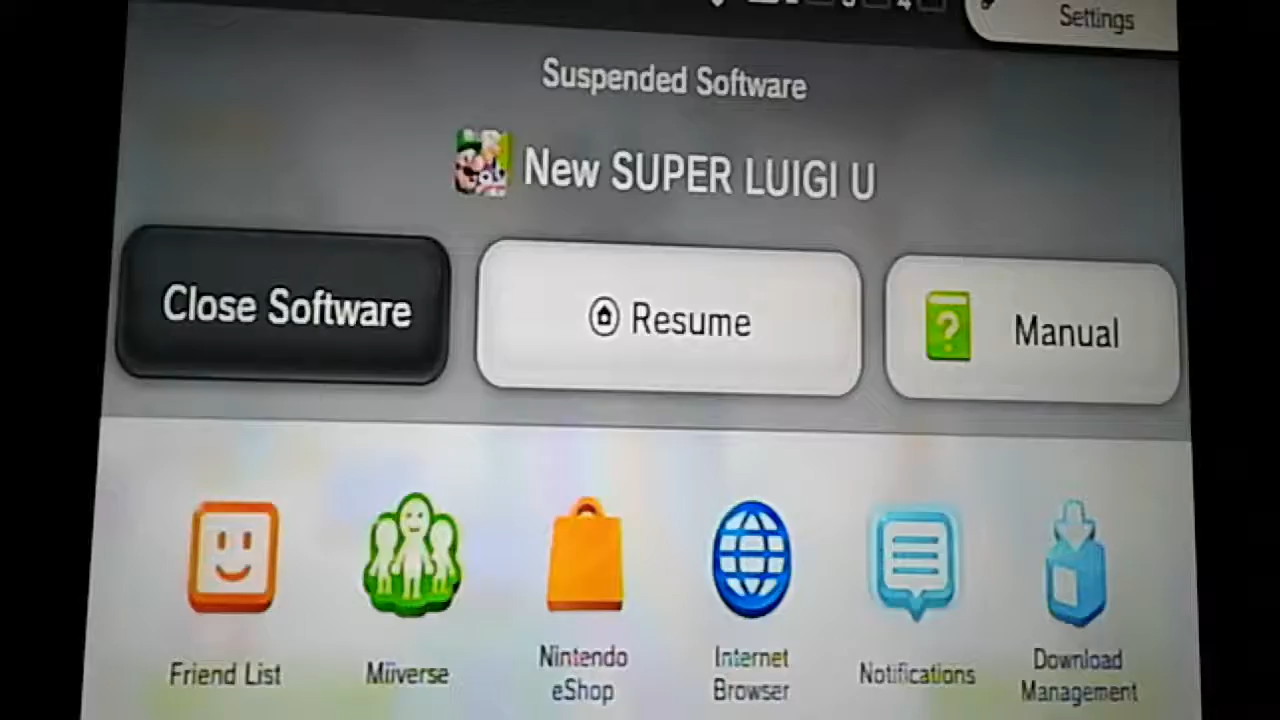 Settings
Suspended Software
New SUPER LUIGI U
Close Software
Resume
Manual
Friend List
Miiverse
Nintendo
eShop
Internet
Browser
Notifications
Download
Management